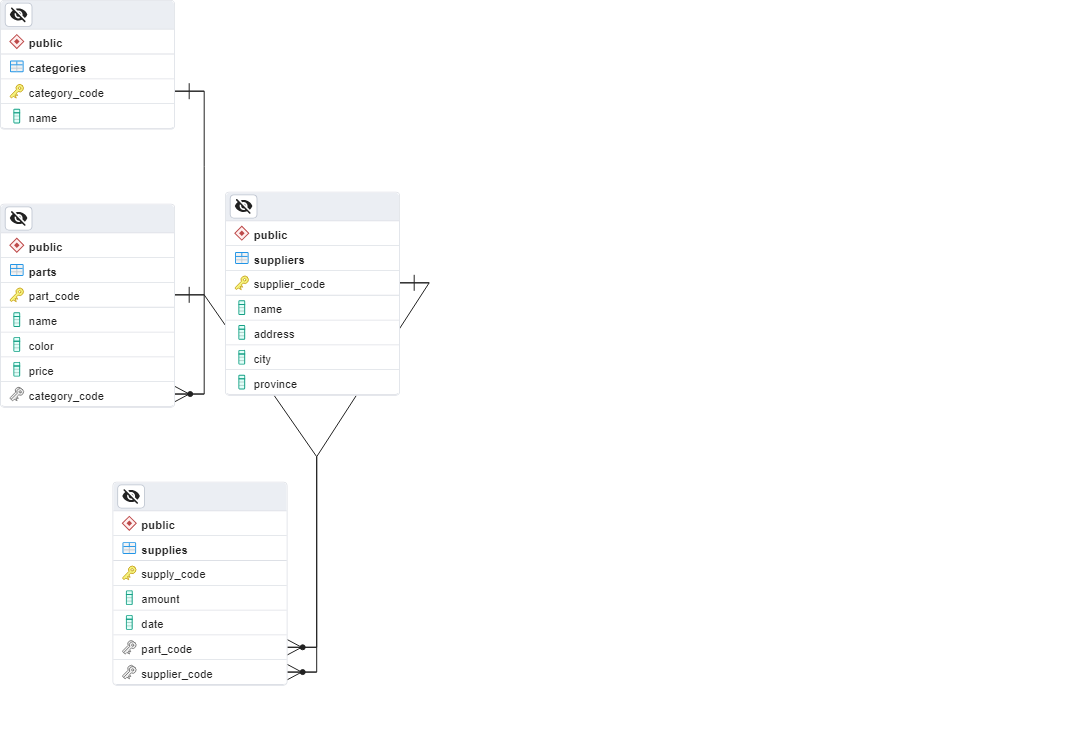 public
categories
category_code
name
public
parts
part_code
name
color
price
category_code
public
suppliers
supplier_code
name
address
city
province
public
supplies
supply_code
amount
date
part_code
supplier_code